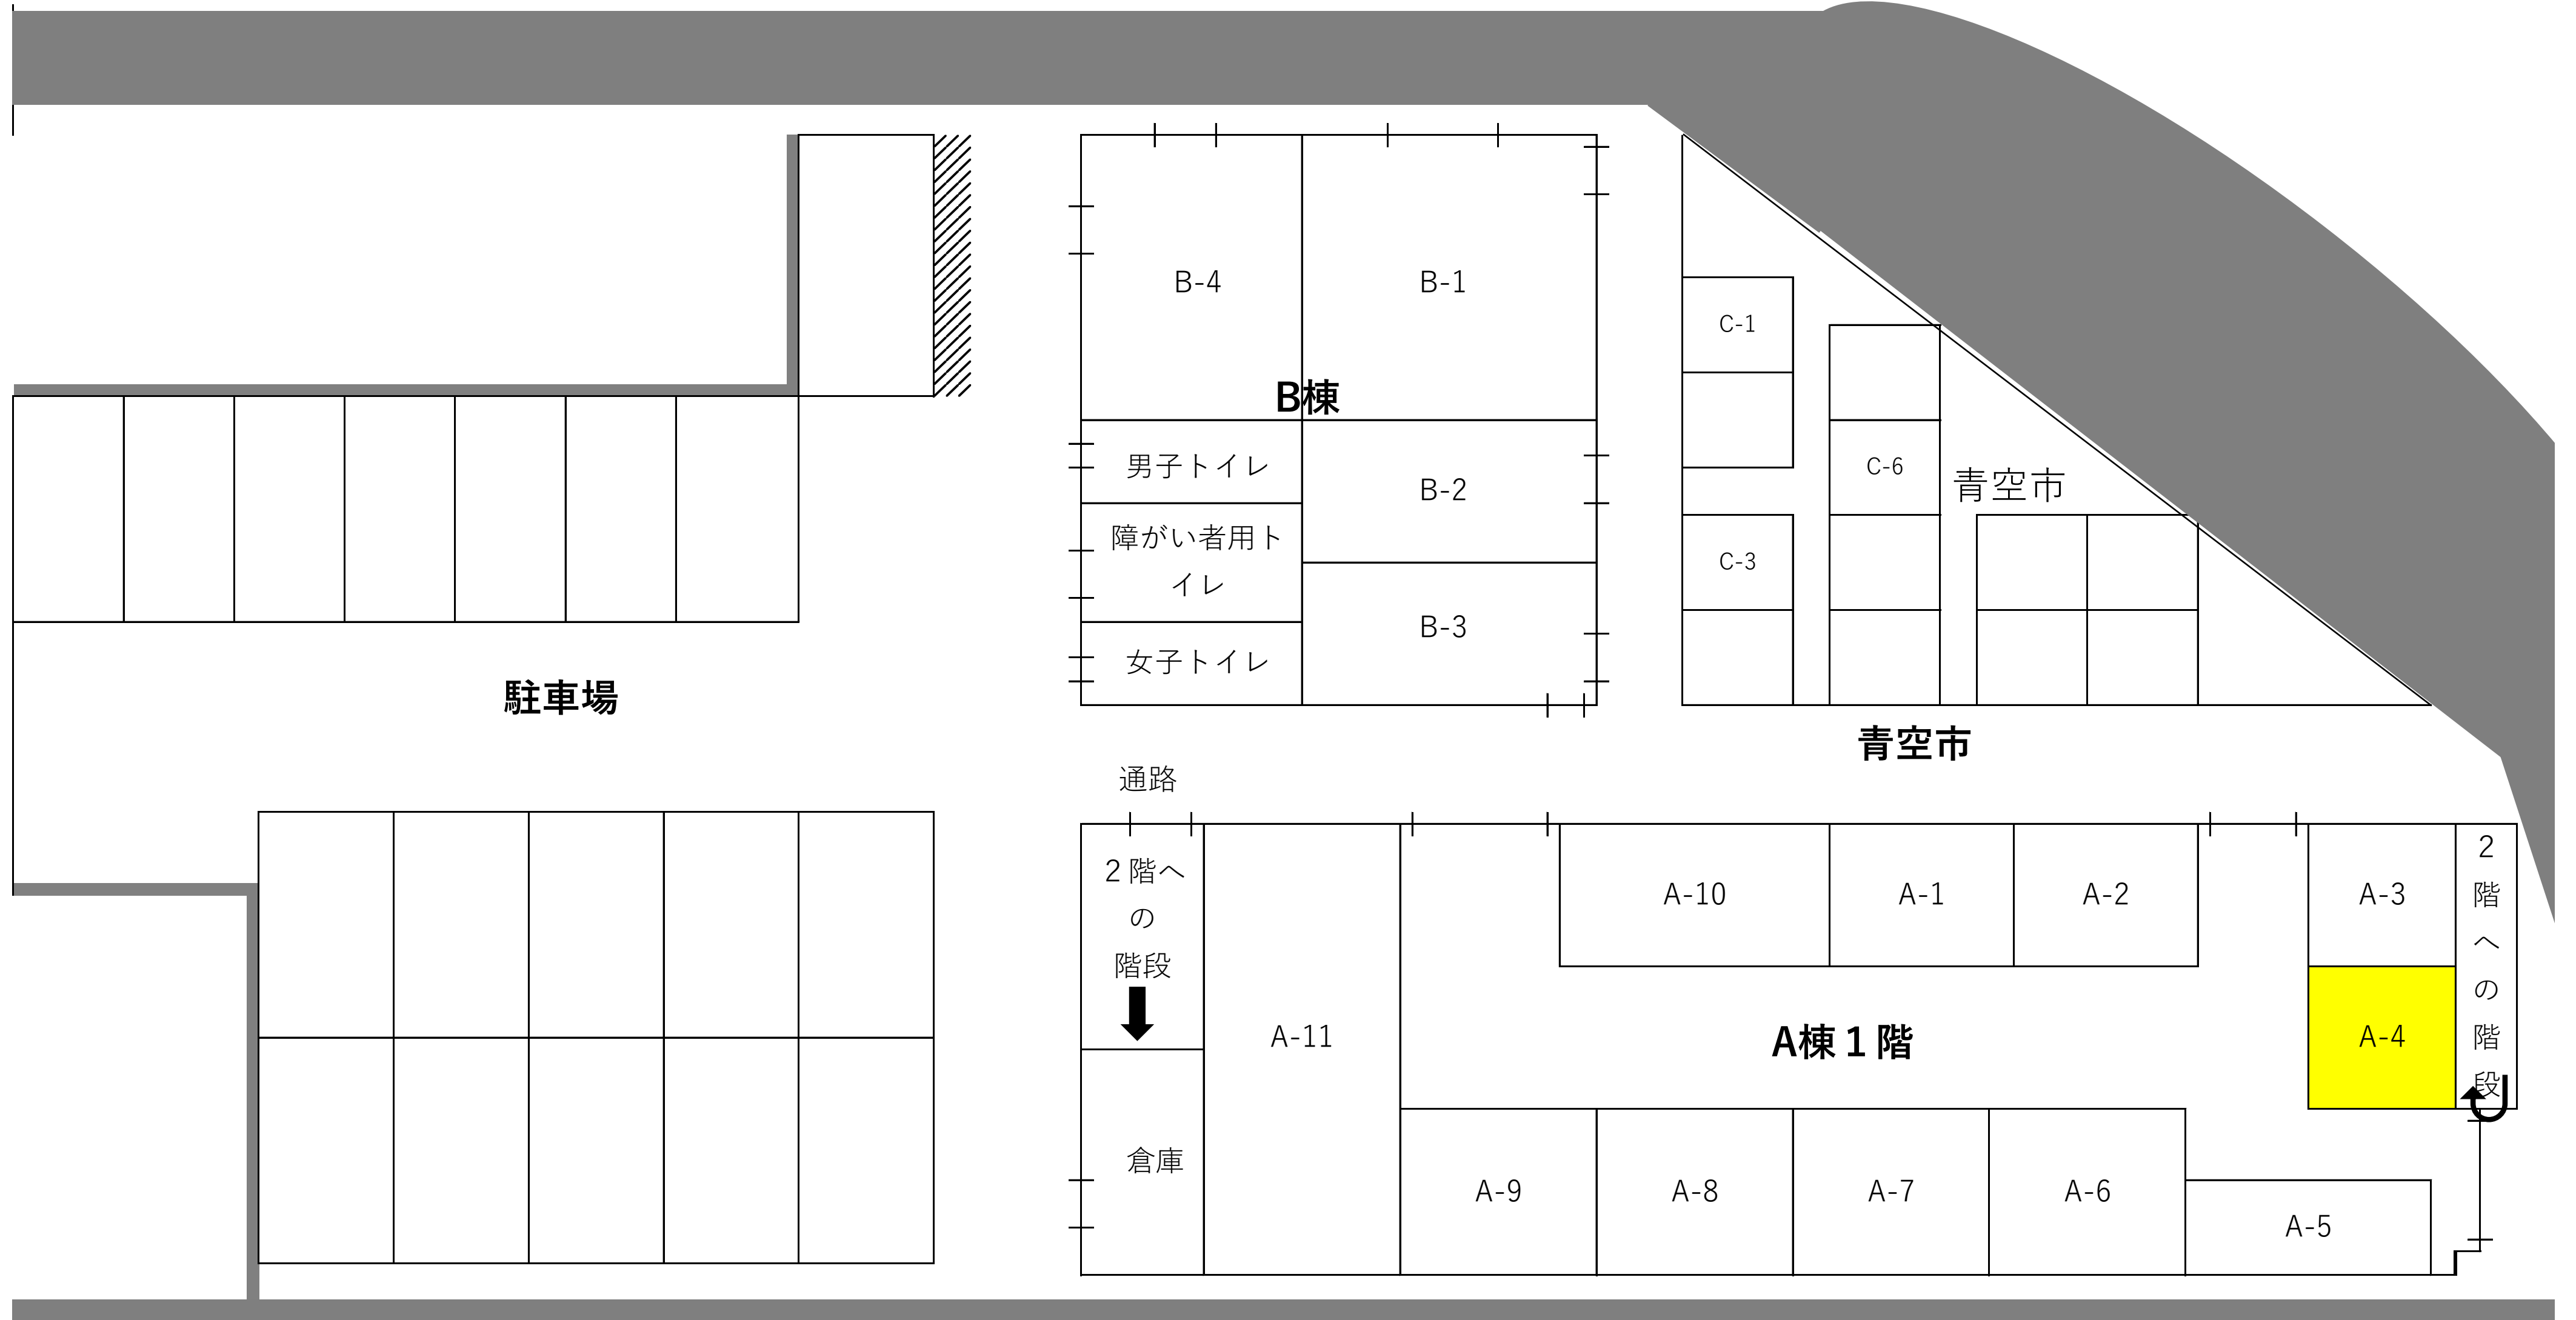 B-4
B-1
C-1
B棟
C-6
男子トイレ
B-2
青空市
障がい者用ト
イレ
C-3
B-3
女子トイレ
駐車場
青空市
通路
２階へ
の
階段
A-11
A-10
A-1
A-2
A-3
２
階
へ
の
階
段
A棟１階
A-4
倉庫
A-9
A-8
A-7
A-6
A-5